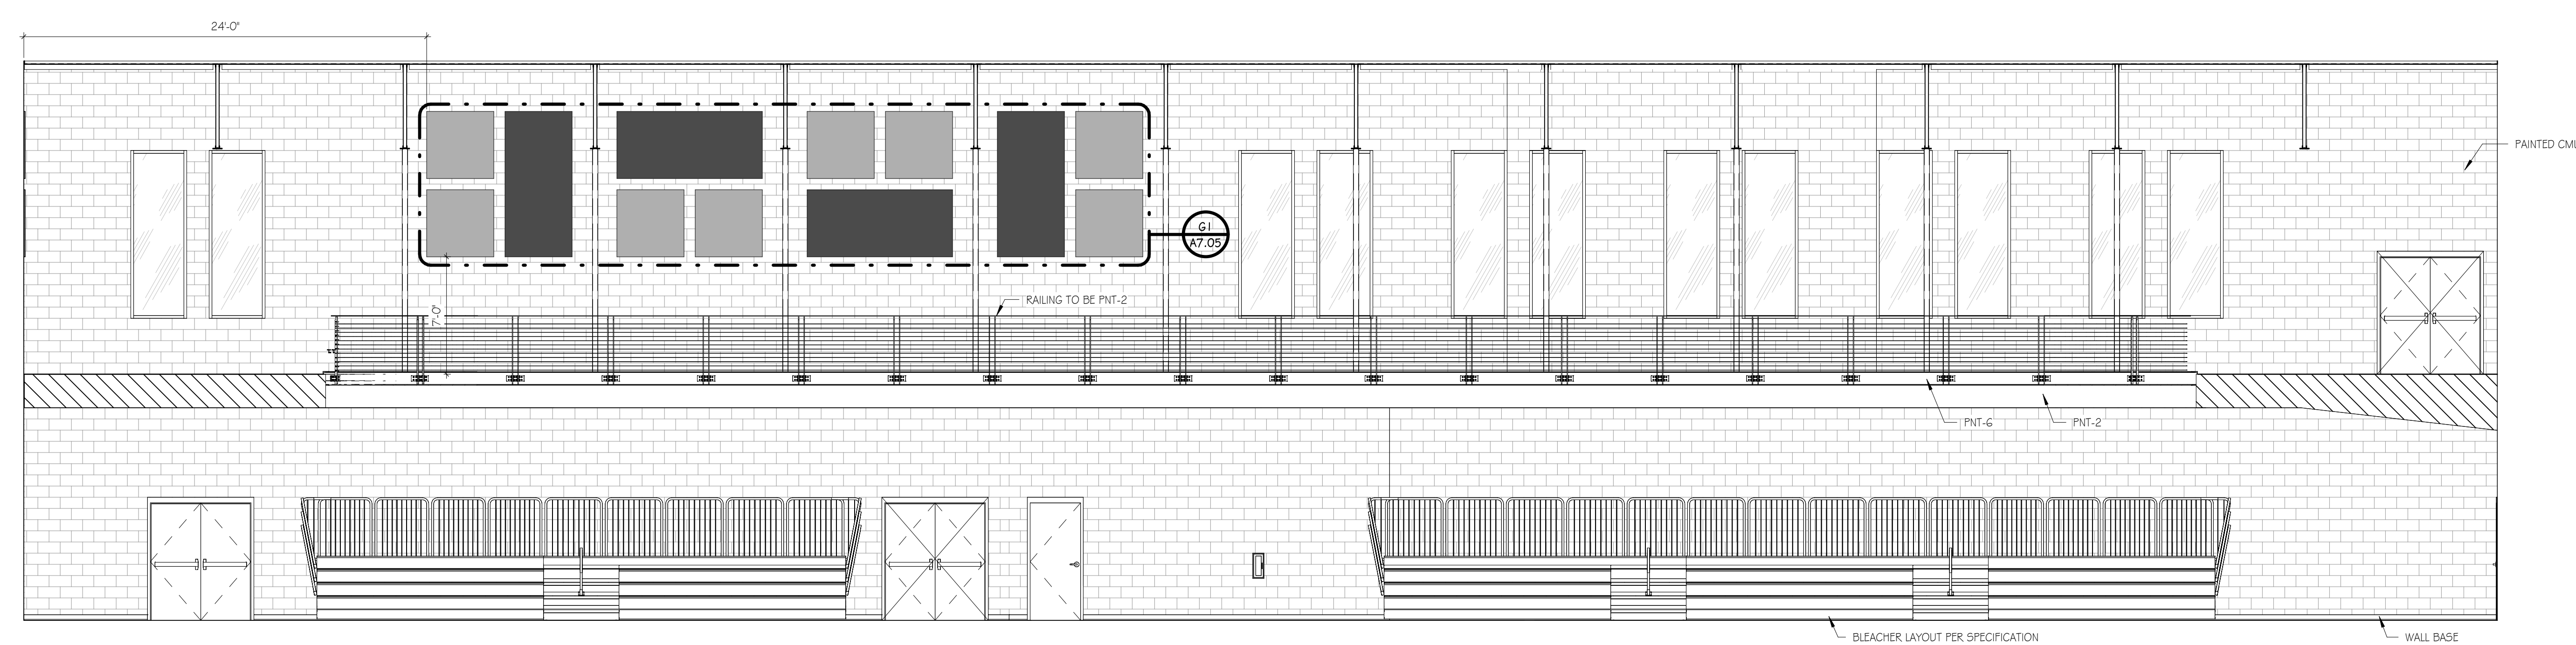 24'-0"
PAINTED CMU
G1
A7.05
RAILING TO BE PNT-2
7'-0"
PNT-6
PNT-2
BLEACHER LAYOUT PER SPECIFICATION
WALL BASE